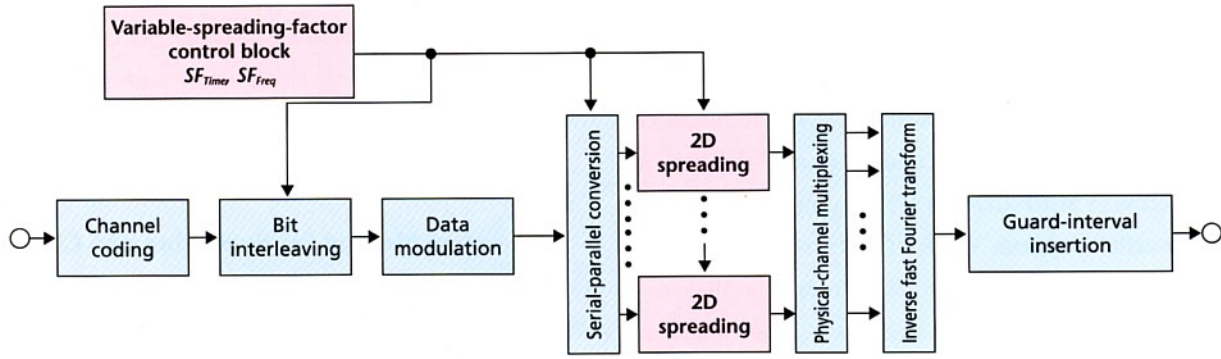 Variable-spreading-factor
control block
SF_Time, SF_Freq
Channel
coding
Bit
interleaving
Data
modulation
Serial-parallel conversion
2D
spreading
2D
spreading
Physical-channel multiplexing
Inverse fast Fourier transform
Guard-interval
insertion